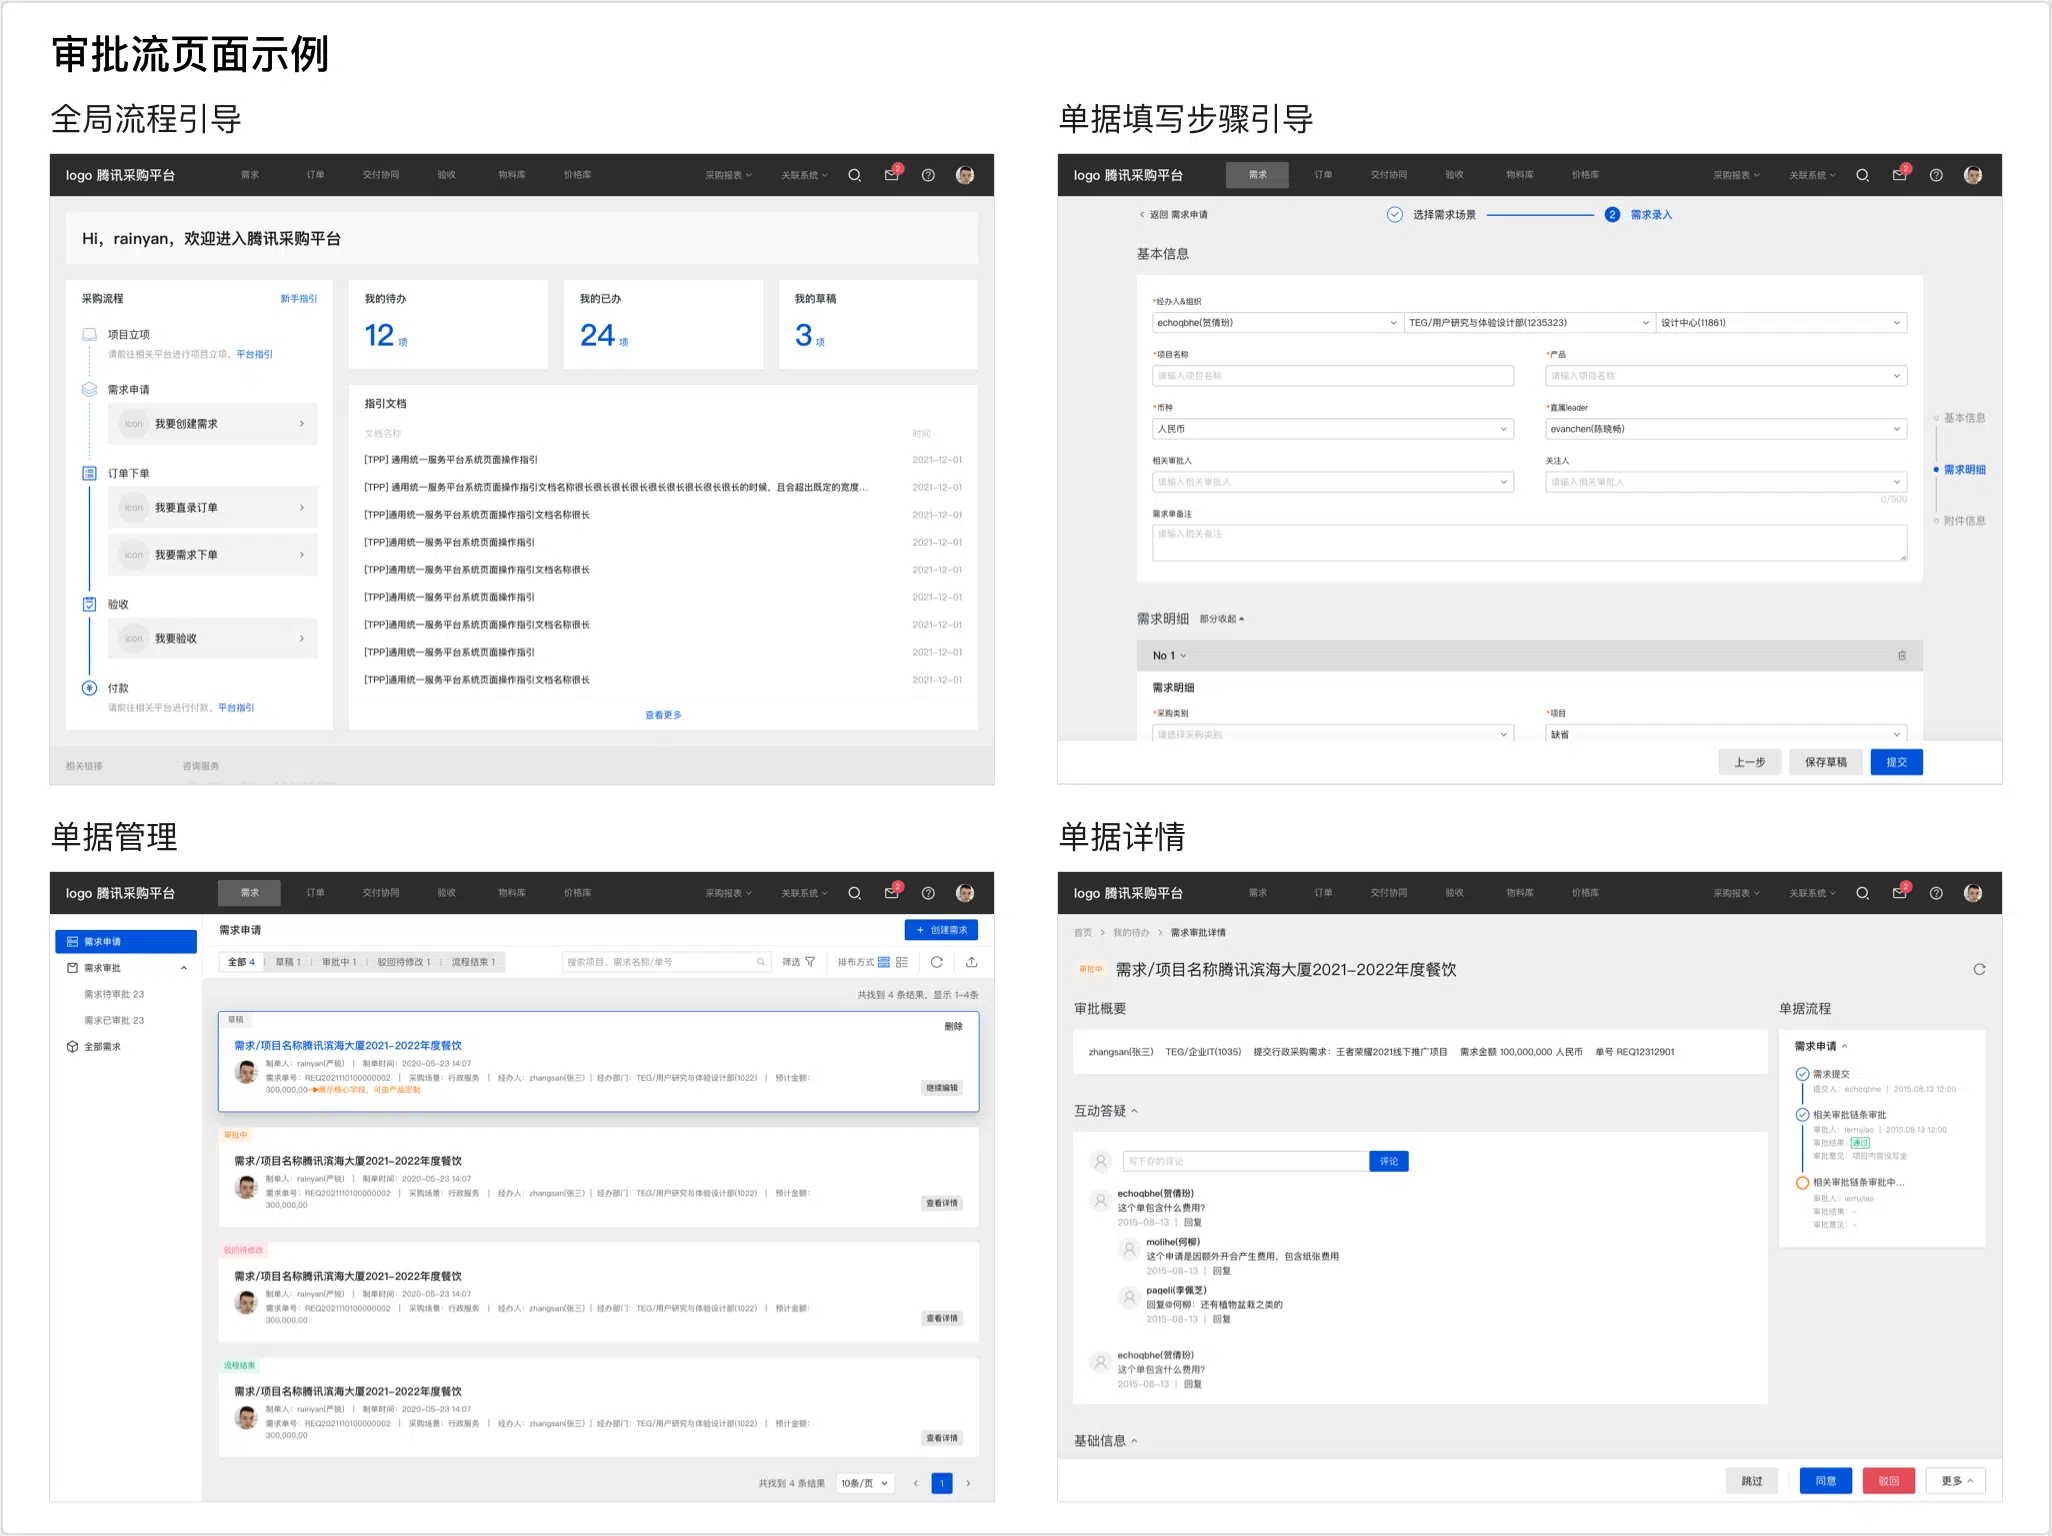 审批流页面示例
全局流程引导
logo 腾讯采购平台 需求 订单 交付协同 验收 物料库 价格库 采购报表 关联系统 2
Hi，rainyan，欢迎进入腾讯采购平台
采购流程 新手指引
项目立项
请前往相关平台进行项目立项，平台指引
需求申请
icon 我要创建需求
订单下单
icon 我要直录订单
icon 我要需求下单
验收
icon 我要验收
付款
请前往相关平台进行付款，平台指引
我的待办
12 项
我的已办
24 项
我的草稿
3 项
指引文档
文档名称 时间
[TPP] 通用统一服务平台系统页面操作指引 2021-12-01
[TPP] 通用统一服务平台系统页面操作指引文档名称很长很长很长很长很长很长很长很长很长的时候，且会超出既定的宽度... 2021-12-01
[TPP]通用统一服务平台系统页面操作指引文档名称很长 2021-12-01
[TPP]通用统一服务平台系统页面操作指引 2021-12-01
[TPP]通用统一服务平台系统页面操作指引文档名称很长 2021-12-01
[TPP]通用统一服务平台系统页面操作指引 2021-12-01
[TPP]通用统一服务平台系统页面操作指引文档名称很长 2021-12-01
[TPP]通用统一服务平台系统页面操作指引 2021-12-01
[TPP]通用统一服务平台系统页面操作指引文档名称很长 2021-12-01
查看更多
相关链接 咨询服务
单据填写步骤引导
logo 腾讯采购平台 需求 订单 交付协同 验收 物料库 价格库 采购报表 关联系统 2
返回 需求申请 选择需求场景 2 需求录入
基本信息
*经办人&组织
echoqbhe(贺倩玢) TEG/用户研究与体验设计部(1235323) 设计中心(11861)
*项目名称 *产品
请输入项目名称 请输入项目名称
*币种 *直属leader
人民币 evanchen(陈晓畅)
相关审批人 关注人
请输入相关审批人 请输入相关审批人
0/500
需求单备注
请输入相关备注
基本信息
需求明细
附件信息
需求明细 部分收起
No 1
需求明细
*采购类别 *项目
请选择采购类别 缺省
上一步 保存草稿 提交
单据管理
logo 腾讯采购平台 需求 订单 交付协同 验收 物料库 价格库 采购报表 关联系统 2
需求申请
需求审批
需求待审批 23
需求已审批 23
全部需求
需求申请 + 创建需求
全部 4 草稿 1 审批中 1 驳回待修改 1 流程结束 1 搜索项目、需求名称/单号 筛选 排布方式
共找到 4 条结果，显示 1-4条
草稿 删除
需求/项目名称腾讯滨海大厦2021-2022年度餐饮
制单人：rainyan(严锐) | 制单时间：2020-05-23 14:07
需求单号：REQ2021110100000002 | 采购场景：行政服务 | 经办人：zhangsan(张三) | 经办部门：TEG/用户研究与体验设计部(1022) | 预计金额：
300,000,00 展示核心字段，可由产品定制
继续编辑
审批中
需求/项目名称腾讯滨海大厦2021-2022年度餐饮
制单人：rainyan(严锐) | 制单时间：2020-05-23 14:07
需求单号：REQ2021110100000002 | 采购场景：行政服务 | 经办人：zhangsan(张三) | 经办部门：TEG/用户研究与体验设计部(1022) | 预计金额：
300,000,00
查看详情
驳回待修改
需求/项目名称腾讯滨海大厦2021-2022年度餐饮
制单人：rainyan(严锐) | 制单时间：2020-05-23 14:07
需求单号：REQ2021110100000002 | 采购场景：行政服务 | 经办人：zhangsan(张三) | 经办部门：TEG/用户研究与体验设计部(1022) | 预计金额：
300,000,00
查看详情
流程结束
需求/项目名称腾讯滨海大厦2021-2022年度餐饮
制单人：rainyan(严锐) | 制单时间：2020-05-23 14:07
需求单号：REQ2021110100000002 | 采购场景：行政服务 | 经办人：zhangsan(张三) | 经办部门：TEG/用户研究与体验设计部(1022) | 预计金额：
300,000,00
查看详情
共找到 4 条结果 10条/页 1
单据详情
logo 腾讯采购平台 需求 订单 交付协同 验收 物料库 价格库 采购报表 关联系统 2
首页 > 我的待办 > 需求审批详情
审批中 需求/项目名称腾讯滨海大厦2021-2022年度餐饮
审批概要
zhangsan(张三) TEG/企业IT(1035) 提交行政采购需求：王者荣耀2021线下推广项目 需求金额 100,000,000 人民币 单号 REQ12312901
互动答疑
写下你的评论 评论
echoqbhe(贺倩玢)
这个单包含什么费用?
2015-08-13 | 回复
molihe(何柳)
这个申请是因额外开会产生费用，包含纸张费用
2015-08-13 | 回复
pageli(李佩芝)
回复@何柳：还有植物盆栽之类的
2015-08-13 | 回复
echoqbhe(贺倩玢)
这个单包含什么费用?
2015-08-13 | 回复
基础信息
单据流程
需求申请
需求提交
提交人：echoqbhe | 2015.08.13 12:00
相关审批链条审批
审批人：ierrujiao | 2015.08.13 12:00
审批结果：通过
审批意见：项目内容没写全
相关审批链条审批中...
审批人：ierrujiao
审批结果：-
审批意见：-
跳过 同意 驳回 更多